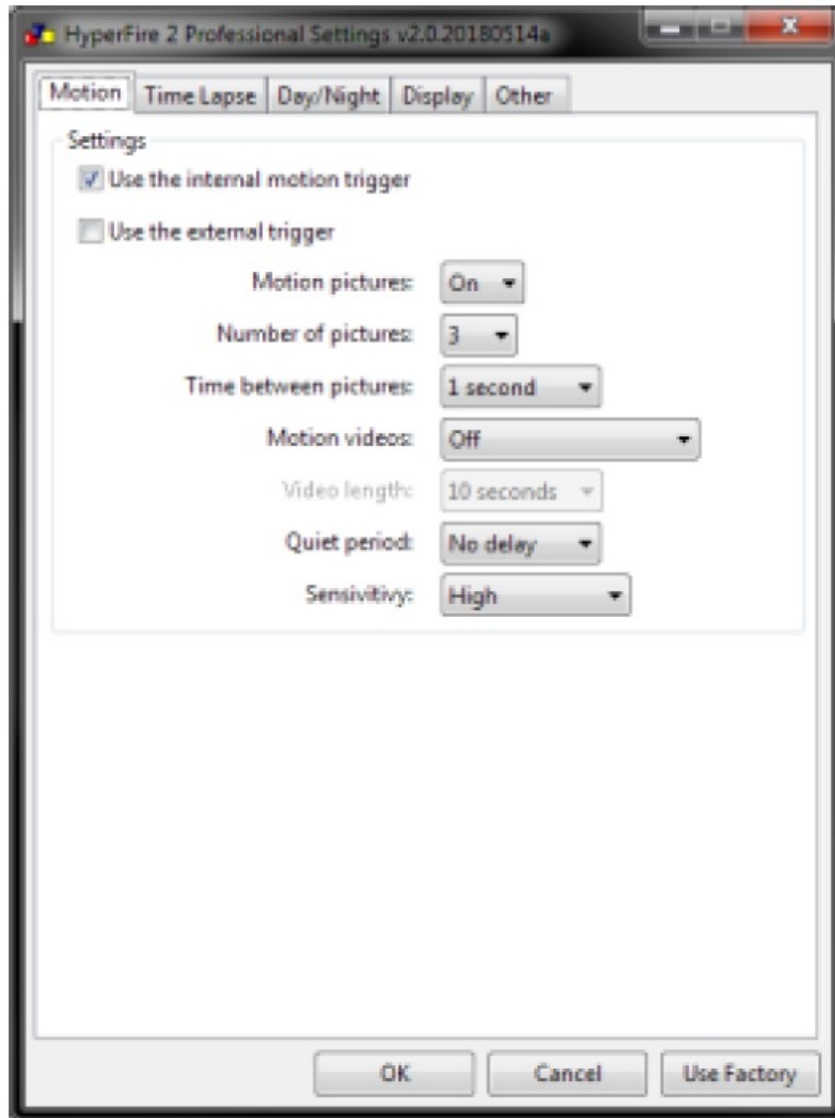 HyperFire 2 Professional Settings v2.0.20180514a
Motion Time Lapse Day/Night Display Other
Settings
Use the internal motion trigger
Use the external trigger
Motion pictures: On
Number of pictures: 3
Time between pictures: 1 second
Motion videos: Off
Video length: 10 seconds
Quiet period: No delay
Sensivitivy: High
OK Cancel Use Factory